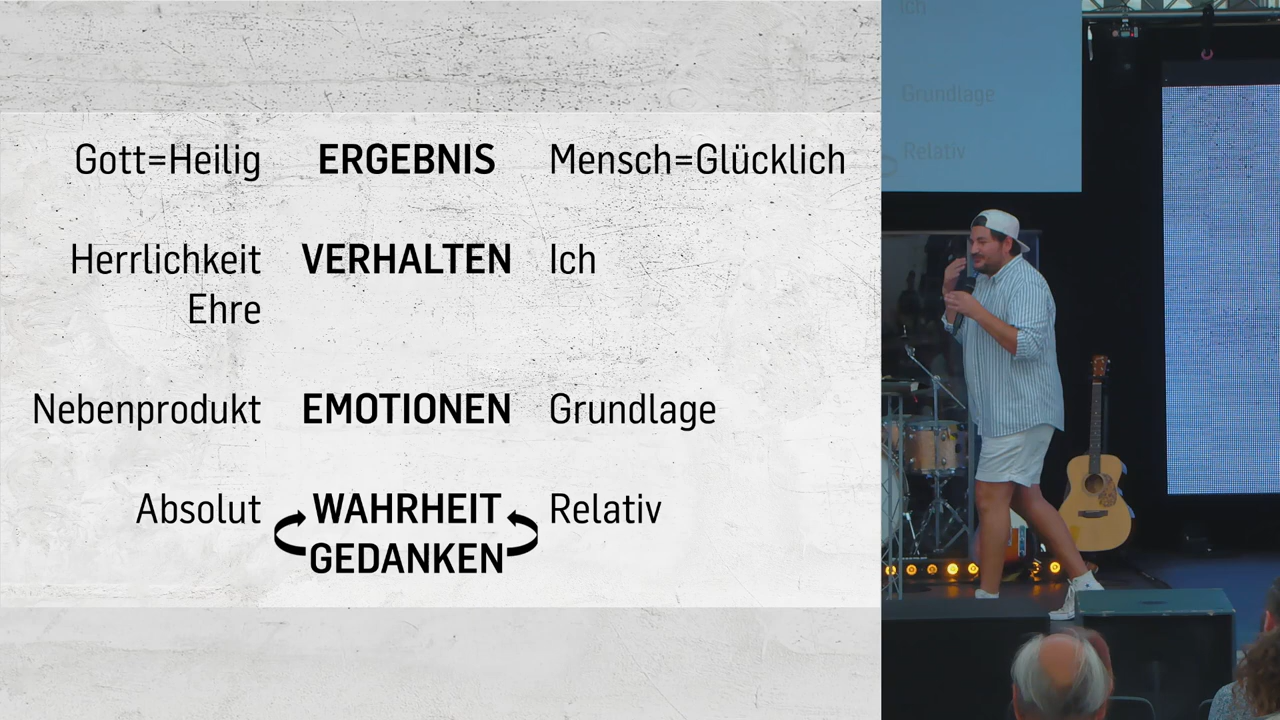 Gott=Heilig ERGEBNIS Mensch=Glücklich
Herrlichkeit VERHALTEN Ich
Ehre
Nebenprodukt EMOTIONEN Grundlage
Absolut WAHRHEIT Relativ
GEDANKEN
Ich
Grundlage
Relativ